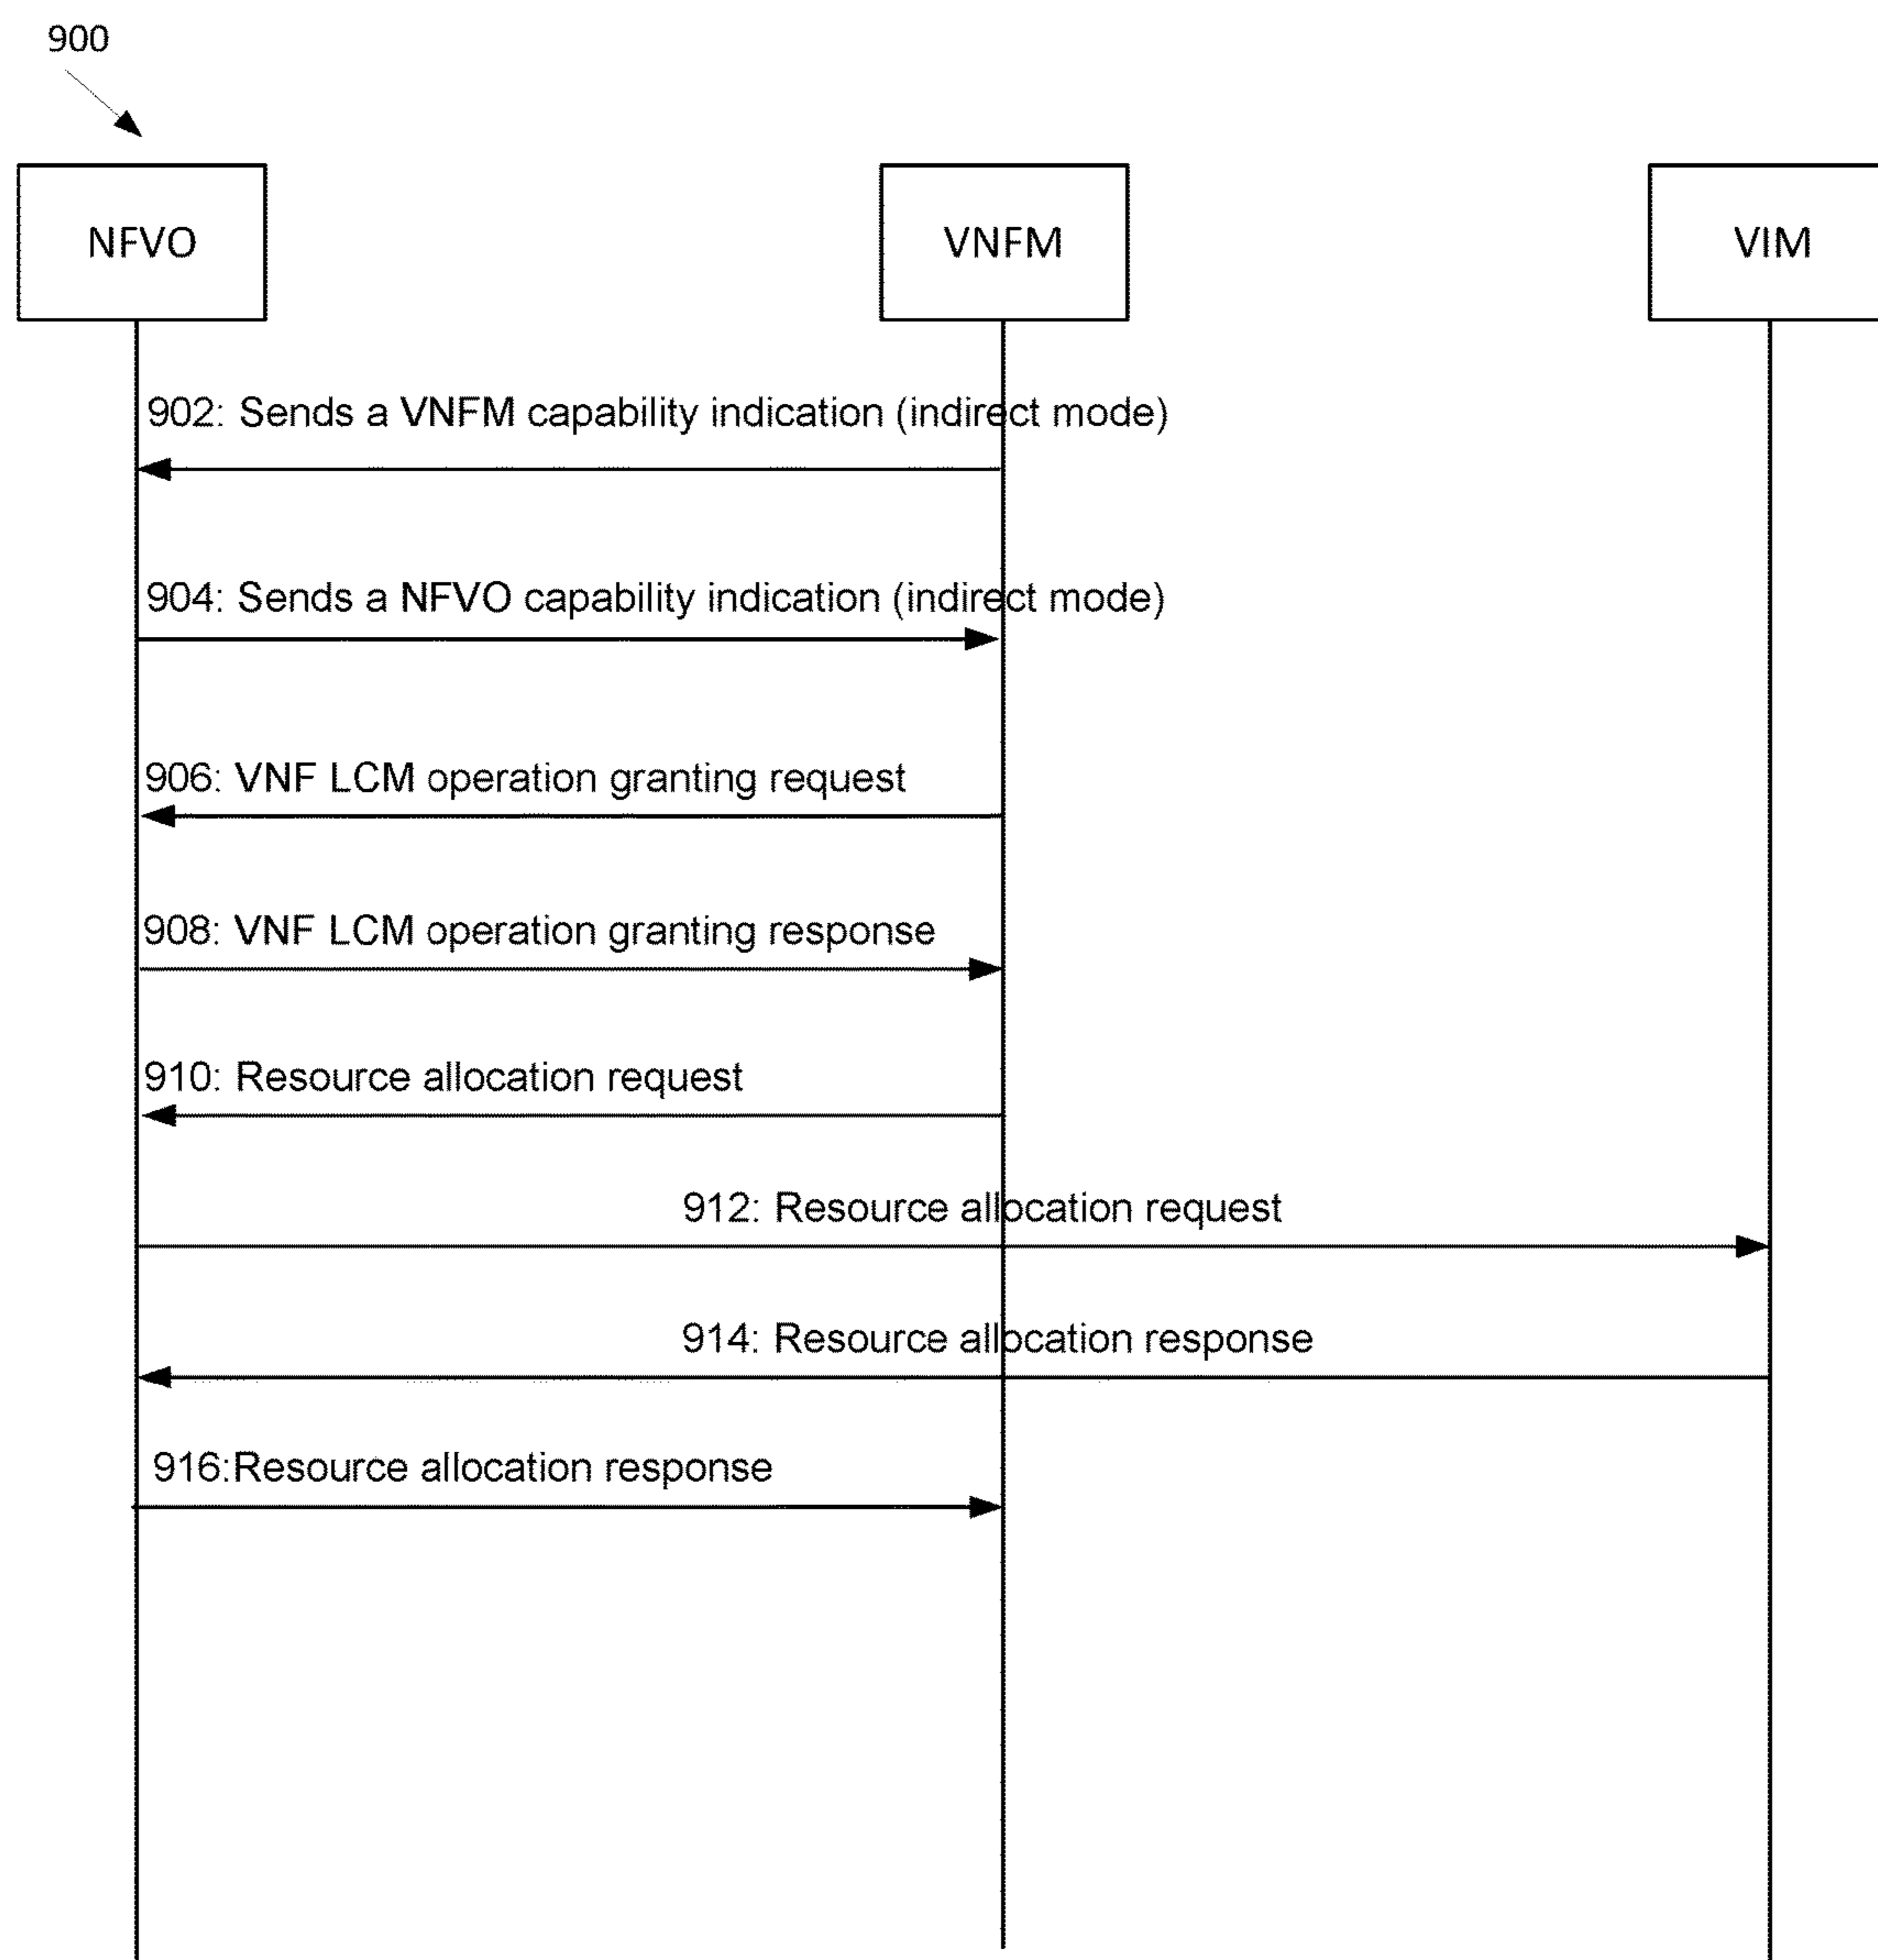 900
NFVO
VNFM
VIM
902: Sends a VNFM capability indication (indirect mode)
904: Sends a NFVO capability indication (indirect mode)
906: VNF LCM operation granting request
908: VNF LCM operation granting response
910: Resource allocation request
912: Resource allocation request
914: Resource allocation response
916:Resource allocation response